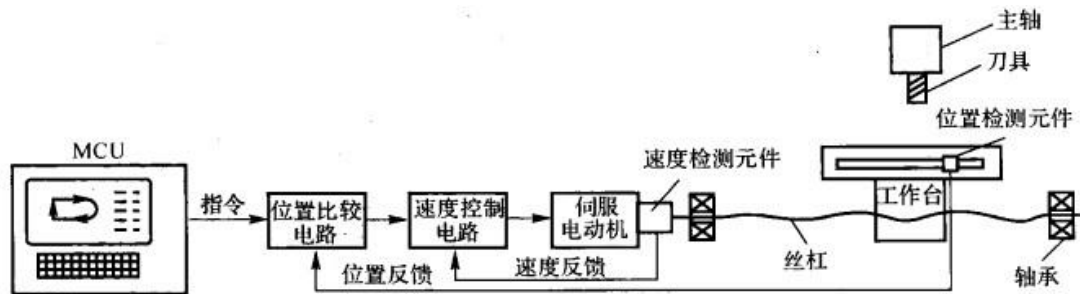 主轴
刀具
位置检测元件
MCU
速度检测元件
指令
位置比较
电路
速度控制
电路
伺服
电动机
工作台
位置反馈
速度反馈
丝杠
轴承